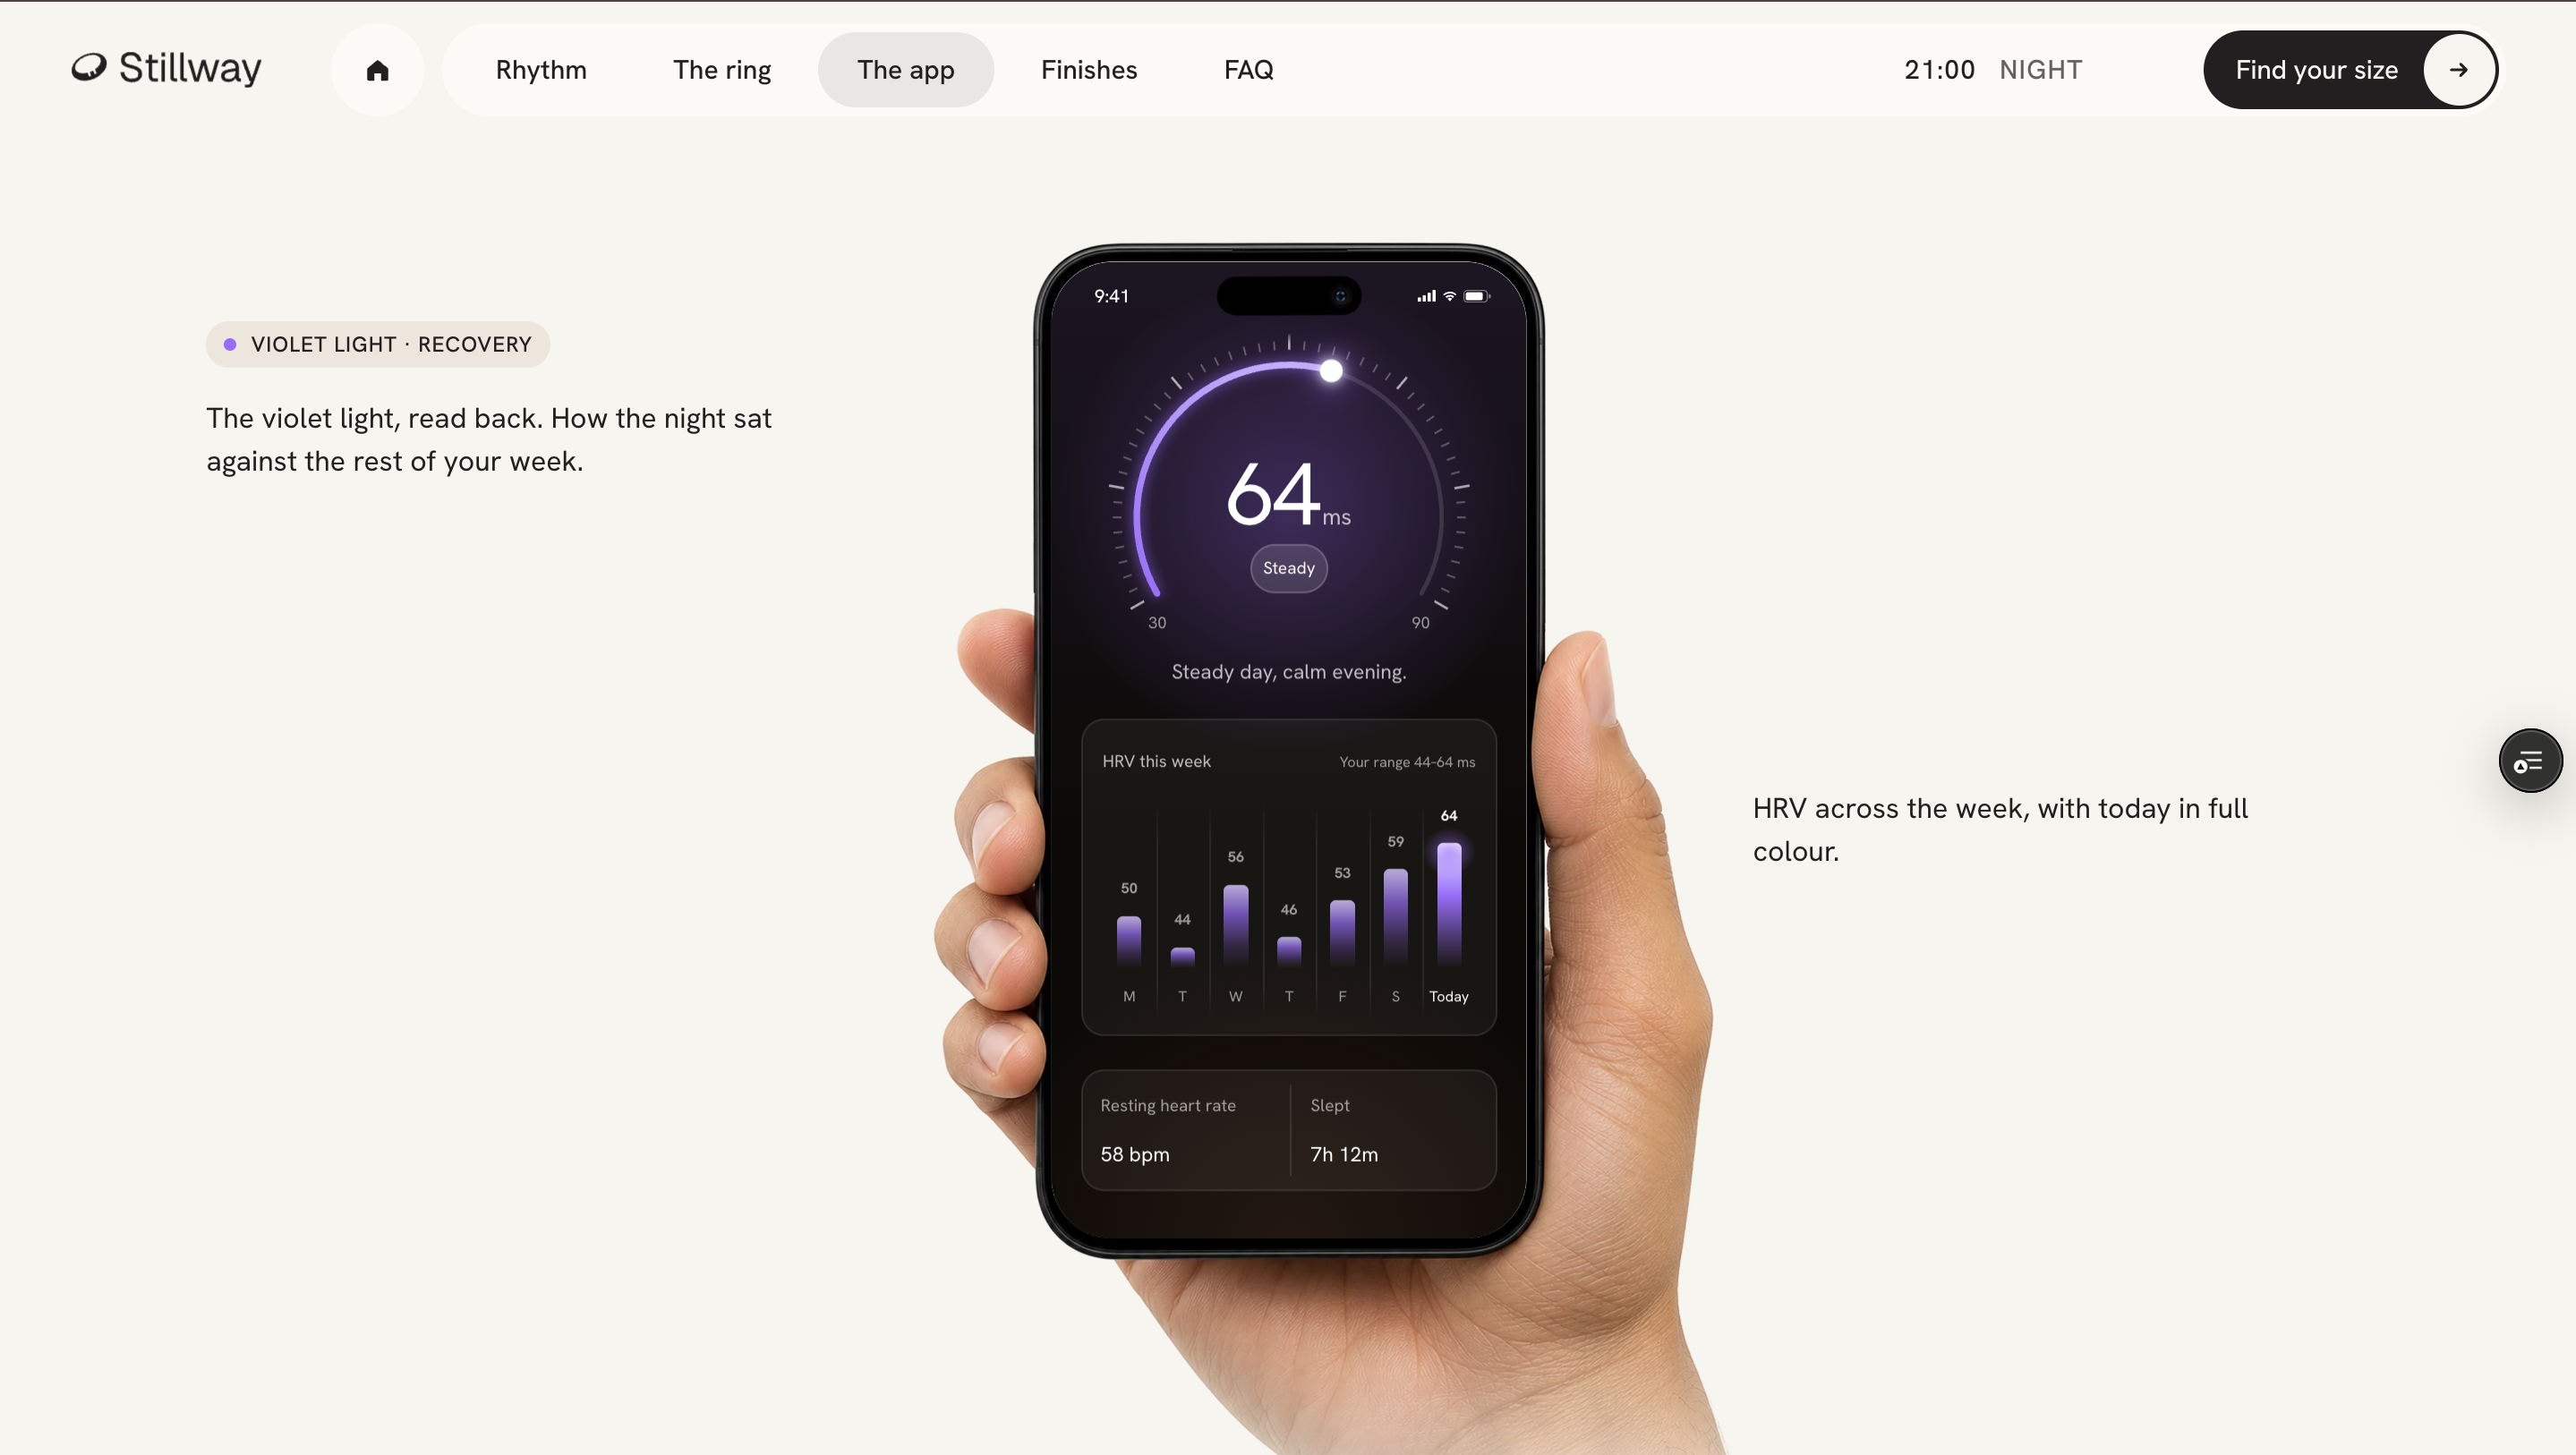 Stillway
Rhythm
The ring
The app
Finishes
FAQ
21:00 NIGHT
Find your size
VIOLET LIGHT · RECOVERY
The violet light, read back. How the night sat
against the rest of your week.
9:41
64 ms
Steady
30
90
Steady day, calm evening.
HRV this week
Your range 44–64 ms
50
44
56
46
53
59
64
M
T
W
T
F
S
Today
Resting heart rate
58 bpm
Slept
7h 12m
HRV across the week, with today in full
colour.